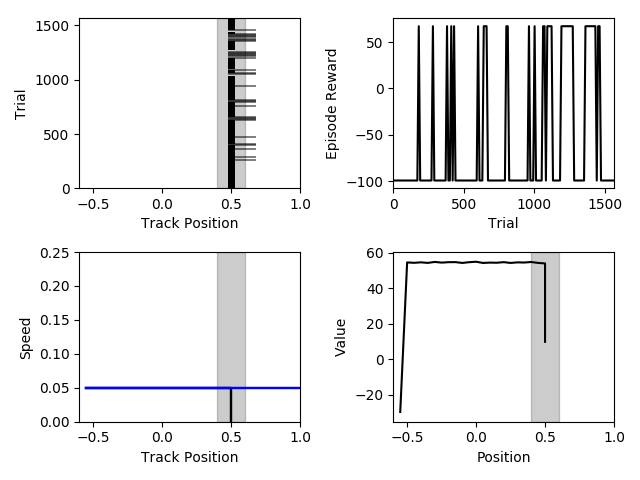 1500
1000
500
0
Trial
−0.5 0.0 0.5 1.0
Track Position
50
0
−50
−100
Episode Reward
0 500 1000 1500
Trial
0.25
0.20
0.15
0.10
0.05
0.00
Speed
−0.5 0.0 0.5 1.0
Track Position
60
40
20
0
−20
Value
−0.5 0.0 0.5 1.0
Position